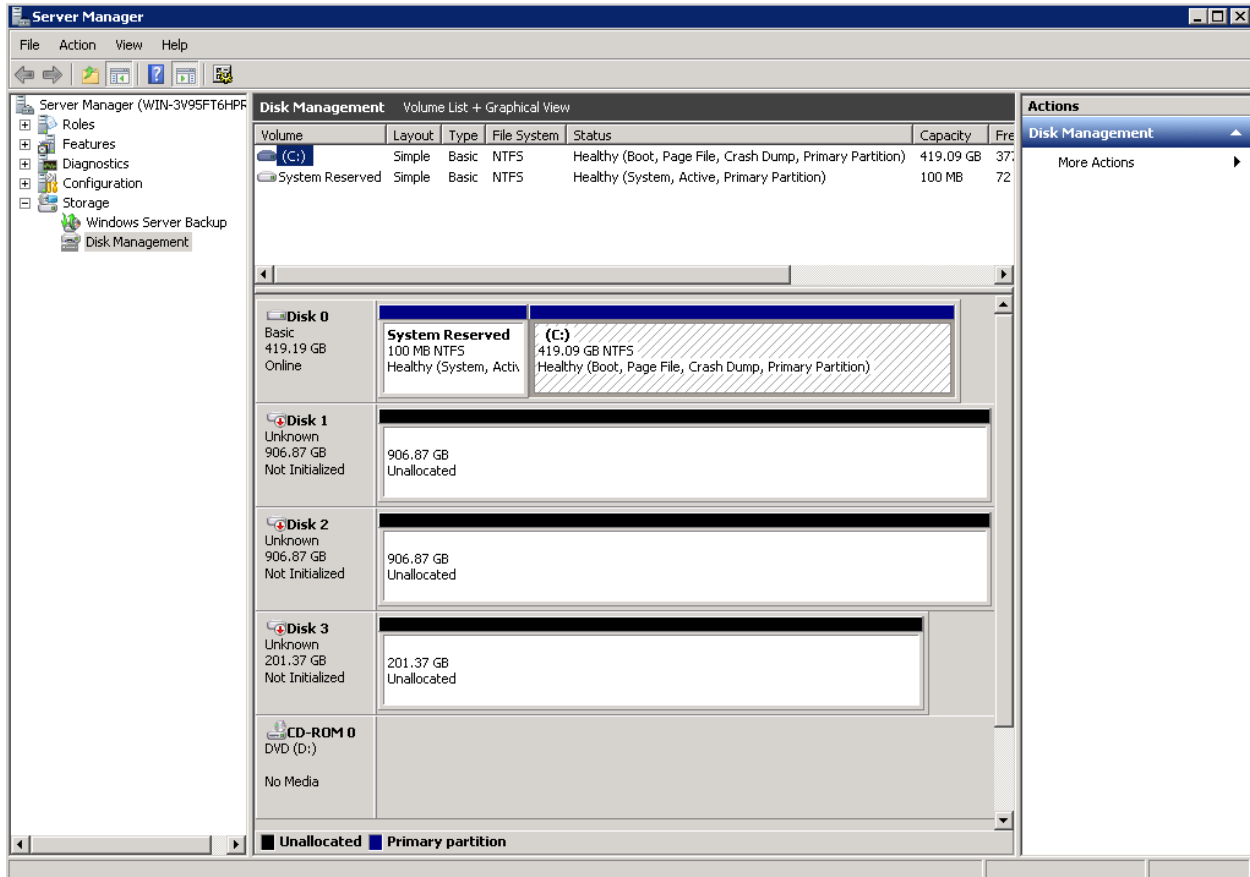 Server Manager
File Action View Help
Server Manager (WIN-3V95FT6HPR
Roles
Features
Diagnostics
Configuration
Storage
Windows Server Backup
Disk Management
Disk Management Volume List + Graphical View
Volume Layout Type File System Status Capacity Fre
(C:) Simple Basic NTFS Healthy (Boot, Page File, Crash Dump, Primary Partition) 419.09 GB 377
System Reserved Simple Basic NTFS Healthy (System, Active, Primary Partition) 100 MB 72
Disk 0
Basic
419.19 GB
Online
System Reserved
100 MB NTFS
Healthy (System, Activ
(C:)
419.09 GB NTFS
Healthy (Boot, Page File, Crash Dump, Primary Partition)
Disk 1
Unknown
906.87 GB
Not Initialized
906.87 GB
Unallocated
Disk 2
Unknown
906.87 GB
Not Initialized
906.87 GB
Unallocated
Disk 3
Unknown
201.37 GB
Not Initialized
201.37 GB
Unallocated
CD-ROM 0
DVD (D:)
No Media
Unallocated Primary partition
Actions
Disk Management
More Actions